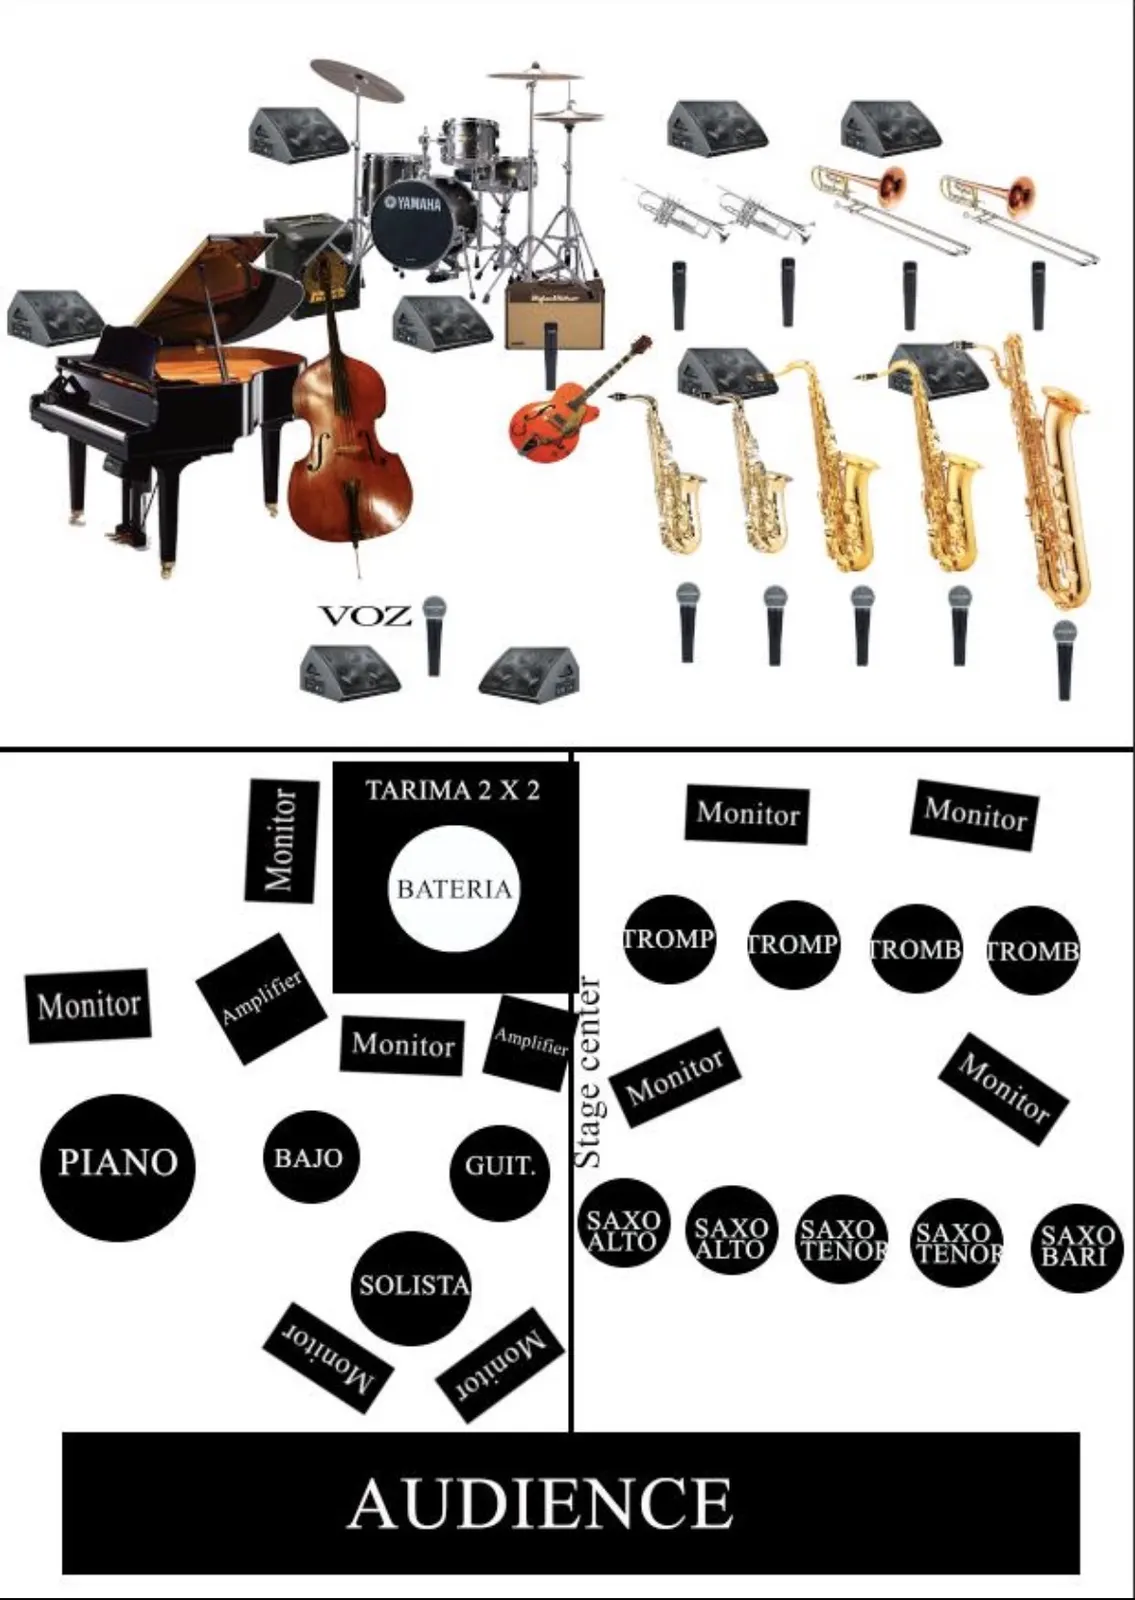 YAMAHA
VOZ
TARIMA 2 X 2
Monitor
BATERIA
Monitor
Monitor
TROMP
TROMP
TROMB
TROMB
Monitor
Amplifier
Monitor
Amplifier
Stage center
Monitor
Monitor
PIANO
BAJO
GUIT.
SAXO
ALTO
SAXO
ALTO
SAXO
TENOR
SAXO
TENOR
SAXO
BARI
SOLISTA
Monitor
Monitor
AUDIENCE